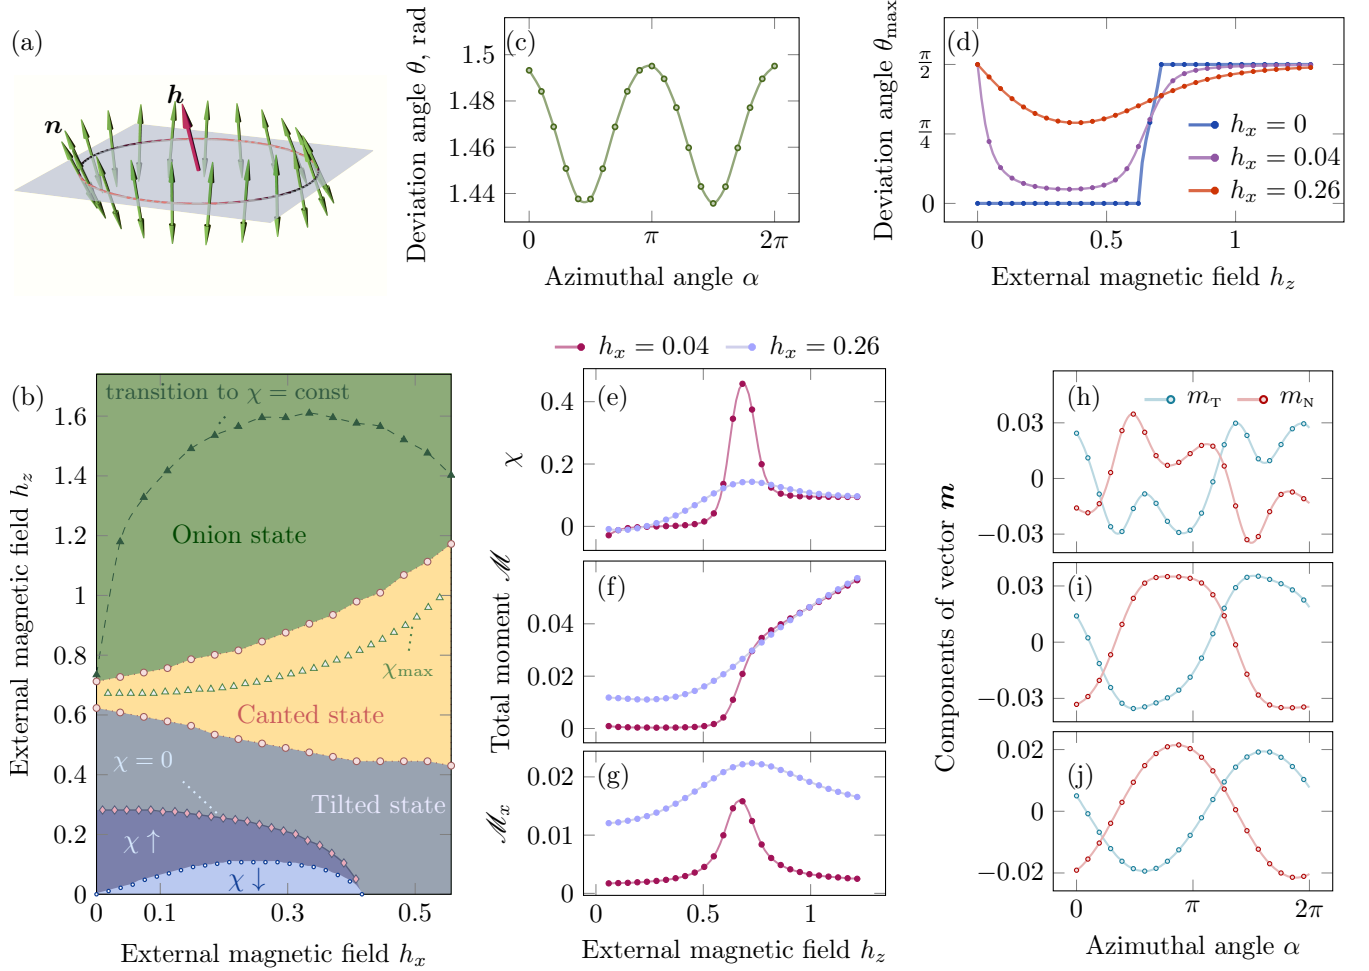 (a)
h
n
(c)
Deviation angle θ, rad
1.5
1.48
1.46
1.44
0
π
2π
Azimuthal angle α
(d)
Deviation angle θmax
π/2
π/4
0
hx = 0
hx = 0.04
hx = 0.26
0
0.5
1
External magnetic field hz
(b)
External magnetic field hz
1.6
1.4
1.2
1
0.8
0.6
0.4
0.2
0
transition to χ = const
Onion state
χmax
Canted state
χ = 0
Tilted state
χ ↑
χ ↓
0
0.1
0.3
0.5
External magnetic field hx
hx = 0.04
hx = 0.26
(e)
χ
0.4
0.2
0
(f)
Total moment ℳ
0.04
0.02
0
(g)
ℳx
0.02
0.01
0
0
0.5
1
External magnetic field hz
Components of vector m
(h)
mT
mN
0.03
0
−0.03
(i)
0.03
0
−0.03
(j)
0.02
0
−0.02
0
π
2π
Azimuthal angle α